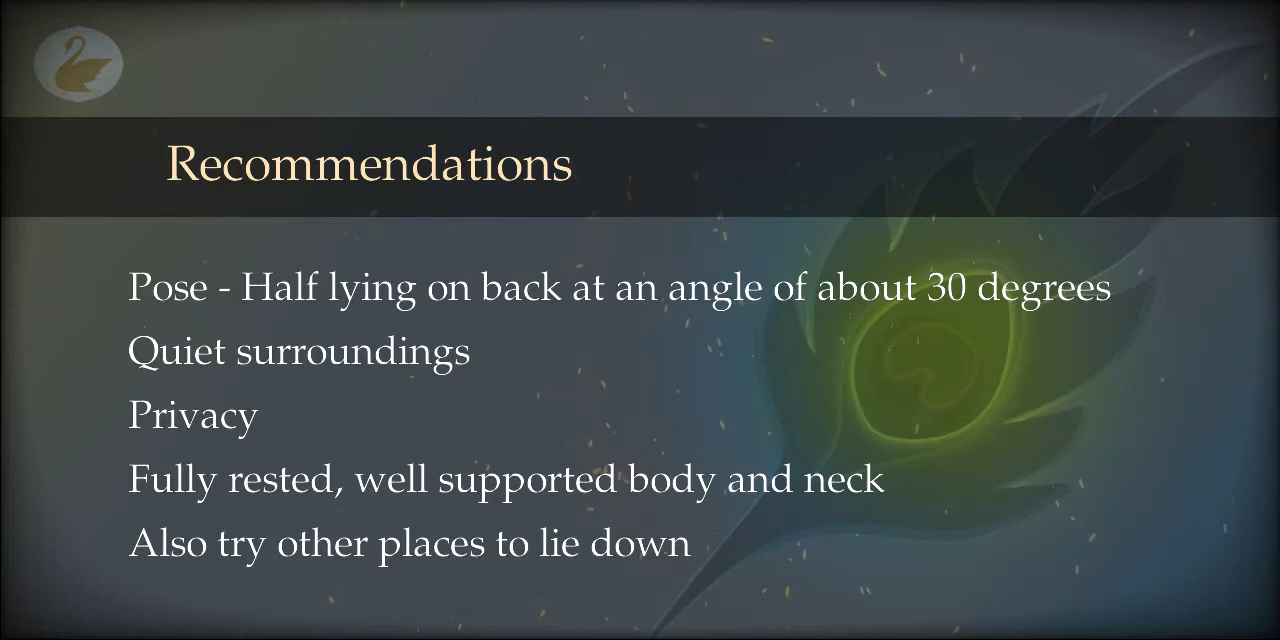 Recommendations
Pose - Half lying on back at an angle of about 30 degrees
Quiet surroundings
Privacy
Fully rested, well supported body and neck
Also try other places to lie down